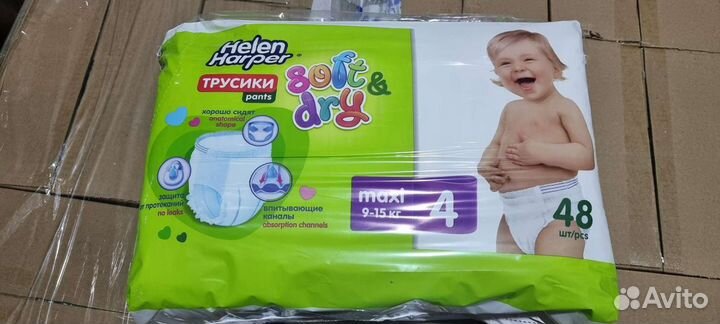 Helen
Harper®
ТРУСИКИ
pants
soft &
dry
хорошо сидят
anatomical
shape
защита
от протеканий
no leaks
впитывающие
каналы
absorption channels
maxi
9-15 кг
4
48
шт/pcs
Avito